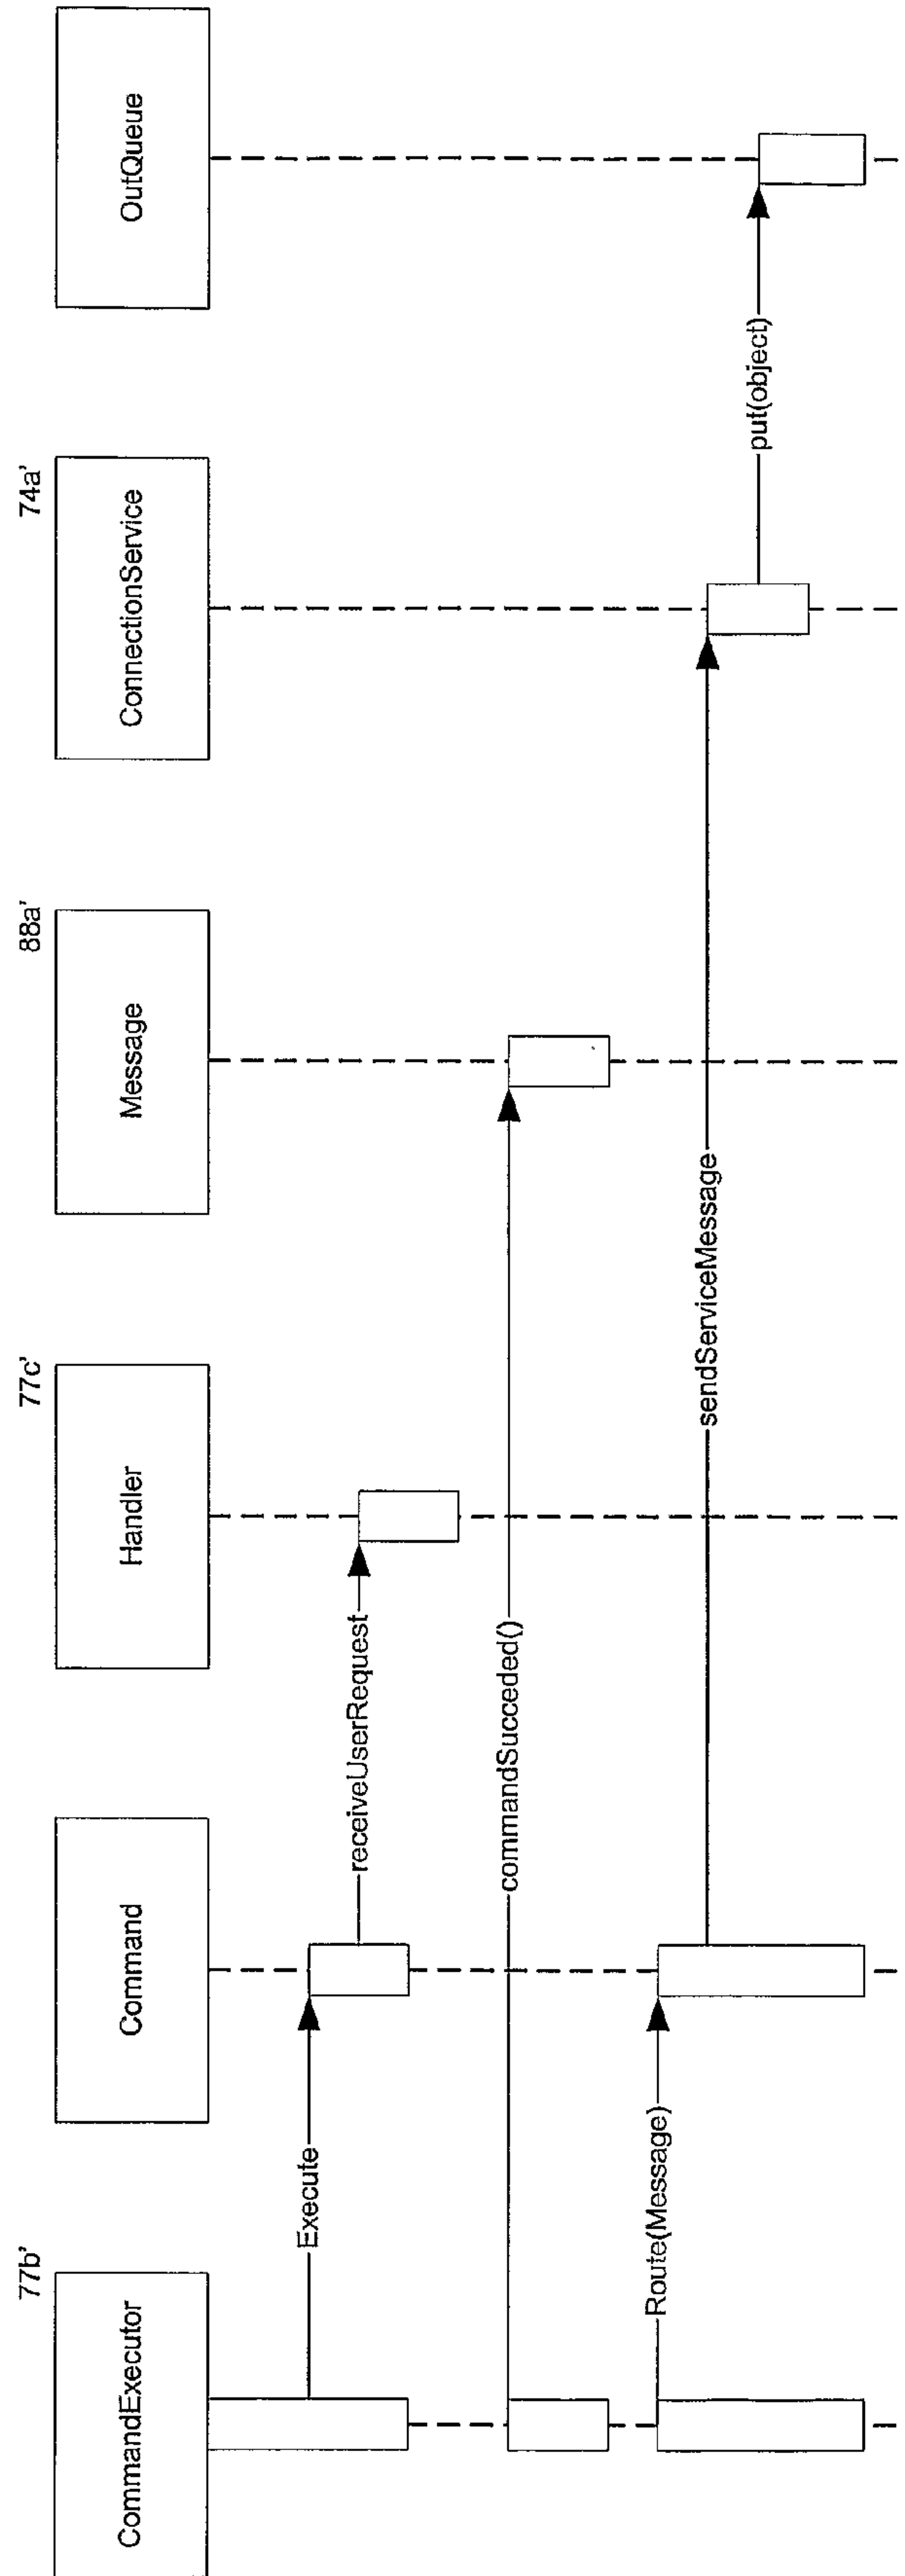 77b'
CommandExecutor
Command
77c'
Handler
88a'
Message
74a'
ConnectionService
OutQueue
Execute
receiveUserRequest
commandSucceded()
Route(Message)
sendServiceMessage
put(object)